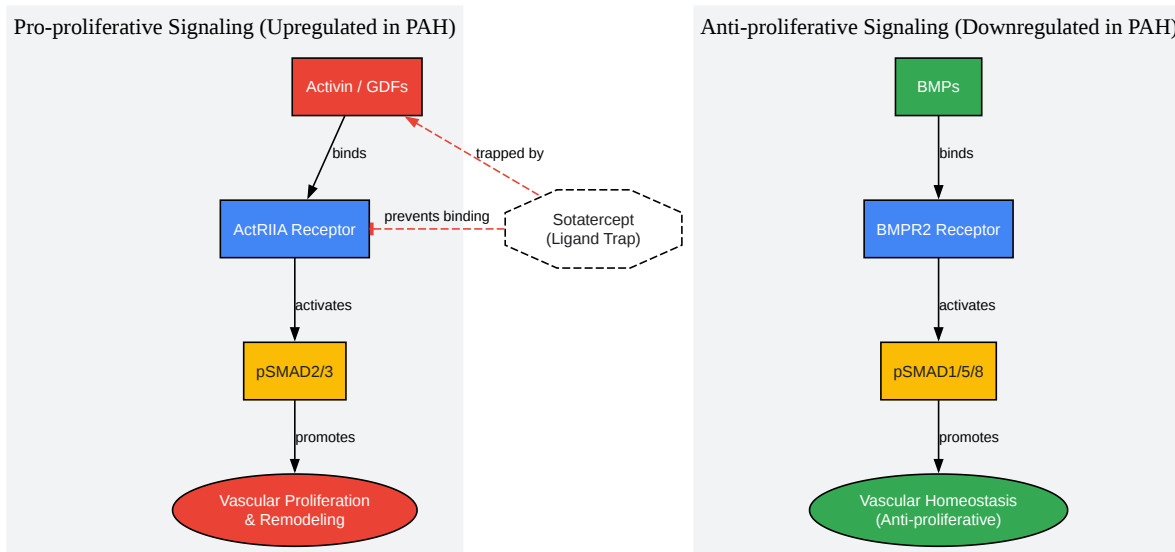 Pro-proliferative Signaling (Upregulated in PAH)
Activin / GDFs
binds
trapped by
ActRIIA Receptor
prevents binding
Sotatercept
(Ligand Trap)
activates
pSMAD2/3
promotes
Vascular Proliferation
& Remodeling
Anti-proliferative Signaling (Downregulated in PAH)
BMPs
binds
BMPR2 Receptor
activates
pSMAD1/5/8
promotes
Vascular Homeostasis
(Anti-proliferative)